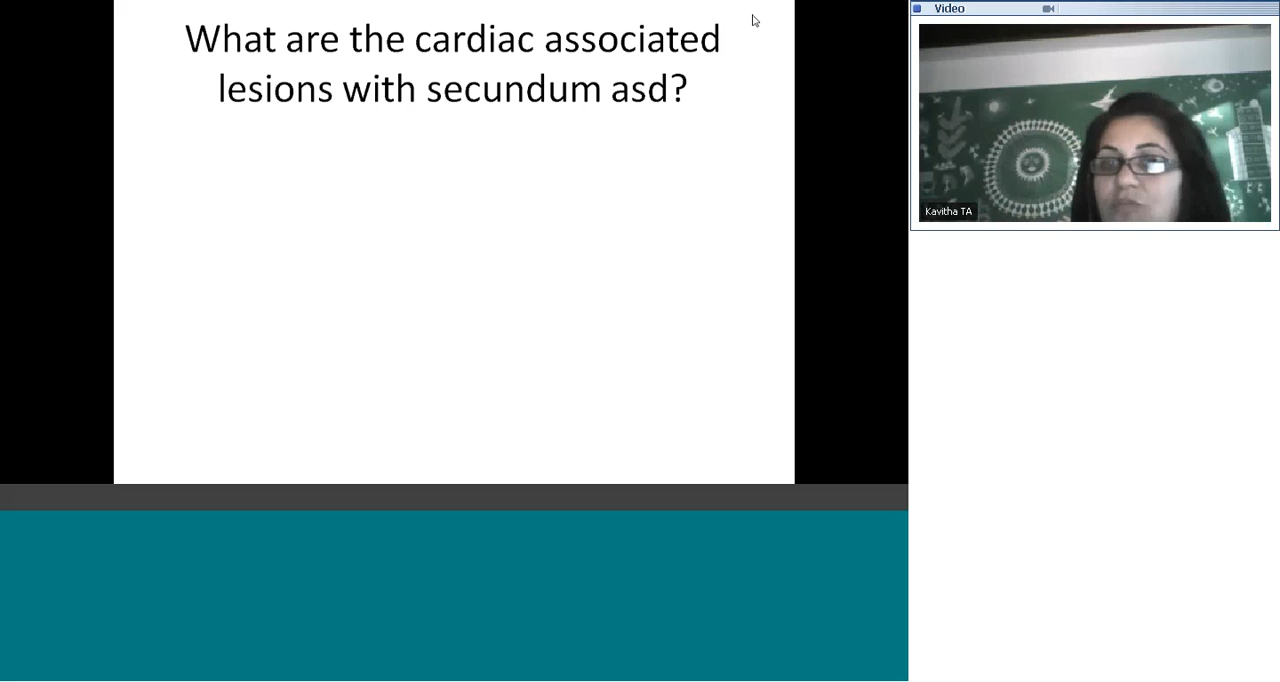 What are the cardiac associated
lesions with secundum asd?
Video
Kavitha TA